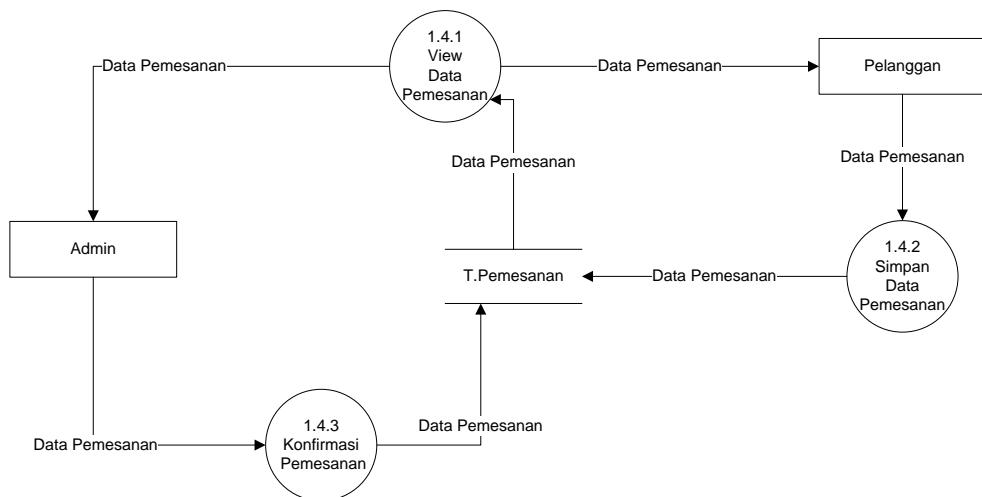 1.4.1
View
Data
Pemesanan
Data Pemesanan
Data Pemesanan
Pelanggan
Data Pemesanan
Data Pemesanan
Admin
T.Pemesanan
Data Pemesanan
1.4.2
Simpan
Data
Pemesanan
1.4.3
Konfirmasi
Pemesanan
Data Pemesanan
Data Pemesanan